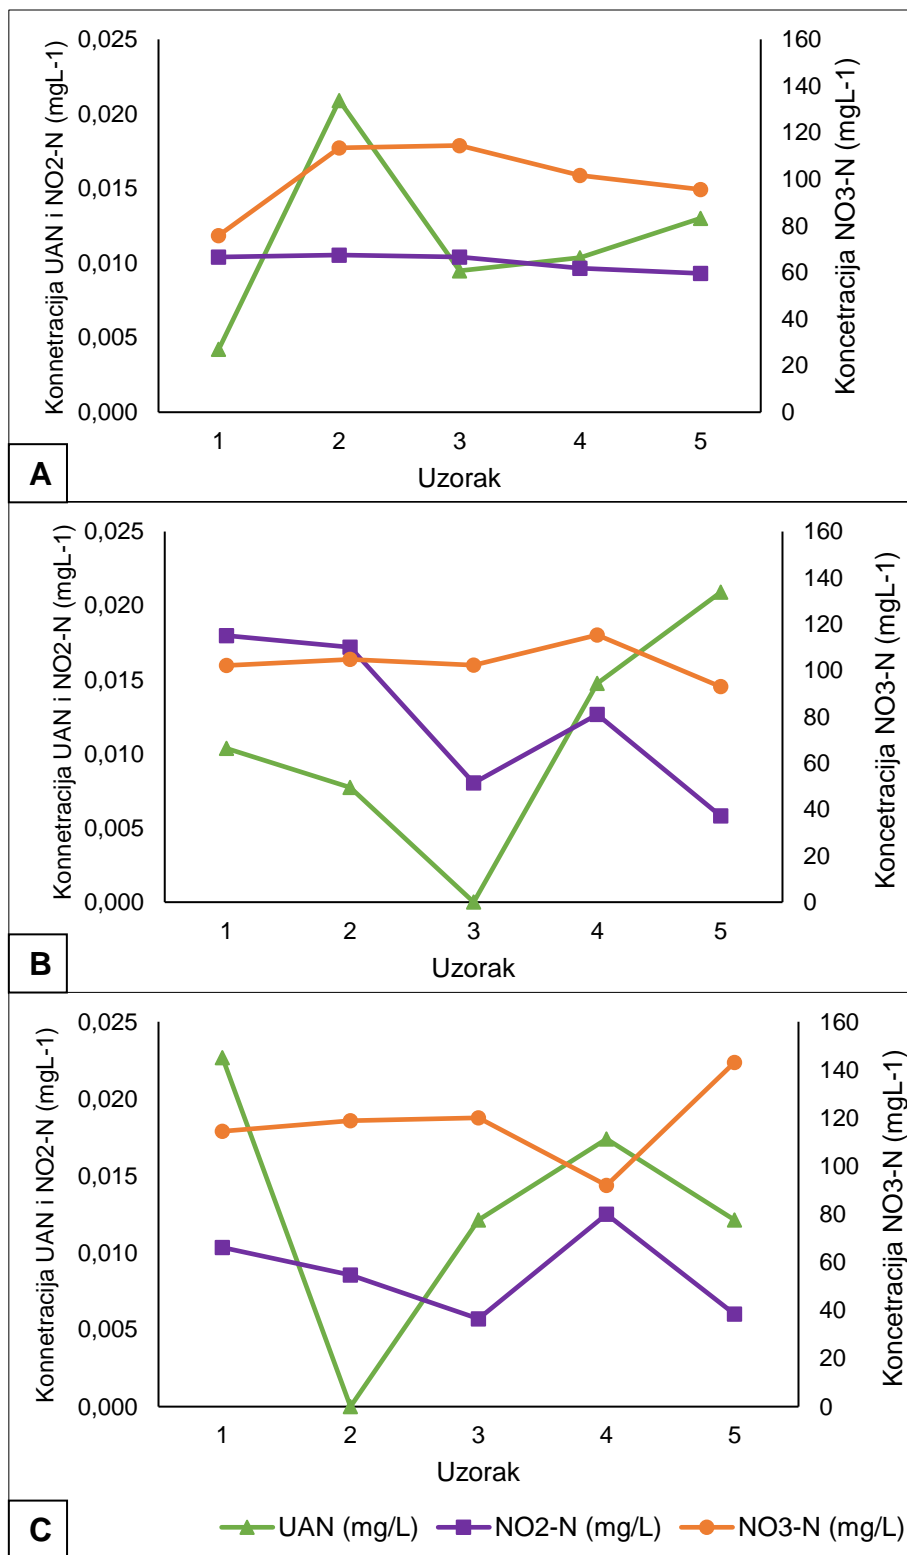 Konnetracija UAN i NO2-N (mgL-1)
0,025
0,020
0,015
0,010
0,005
0,000
160
140
120
100
80
60
40
20
0
Koncetracija NO3-N (mgL-1)
1 2 3 4 5
Uzorak
A
Konnetracija UAN i NO2-N (mgL-1)
0,025
0,020
0,015
0,010
0,005
0,000
160
140
120
100
80
60
40
20
0
Koncetracija NO3-N (mgL-1)
1 2 3 4 5
Uzorak
B
Konnetracija UAN i NO2-N (mgL-1)
0,025
0,020
0,015
0,010
0,005
0,000
160
140
120
100
80
60
40
20
0
Koncetracija NO3-N (mgL-1)
1 2 3 4 5
Uzorak
C
UAN (mg/L) NO2-N (mg/L) NO3-N (mg/L)